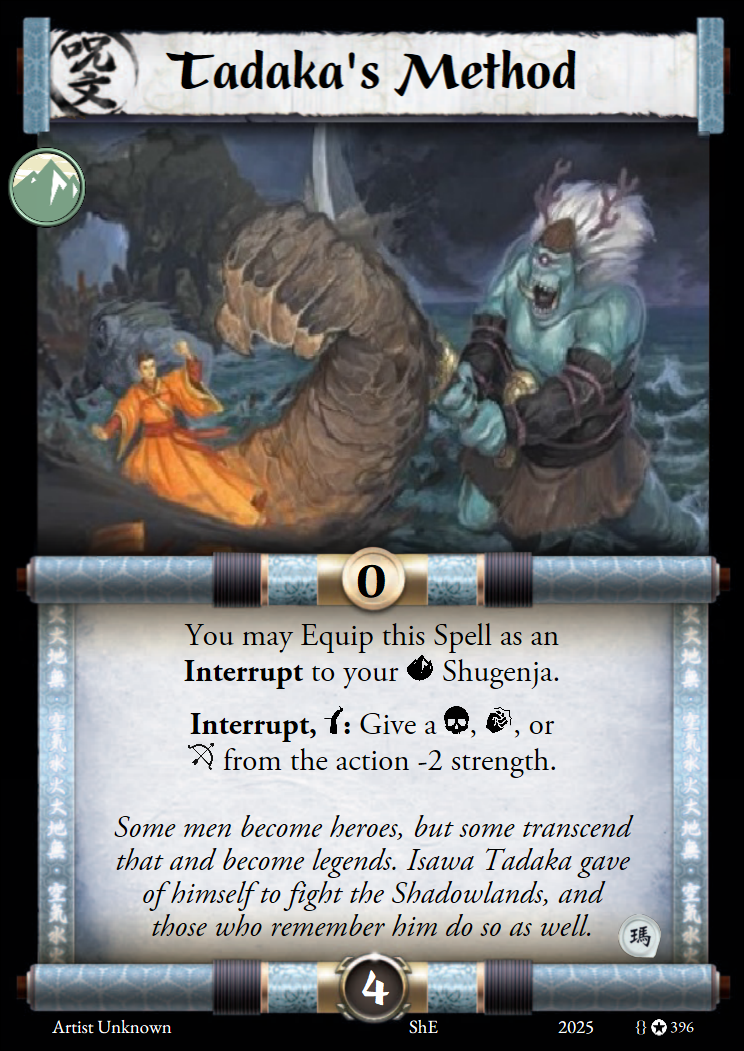 呪
文
Tadaka's Method
0
You may Equip this Spell as an
Interrupt to your Shugenja.
Interrupt, : Give a , , or
from the action -2 strength.
Some men become heroes, but some transcend
that and become legends. Isawa Tadaka gave
of himself to fight the Shadowlands, and
those who remember him do so as well.
瑪
4
Artist Unknown ShE 2025 {} 396